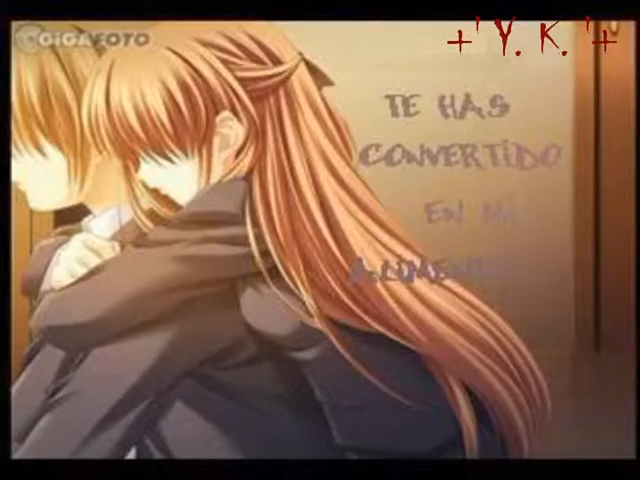 GiGAFOTO
+'Y. K.'+
TE HAS
CONVERTiDO
EN Mi